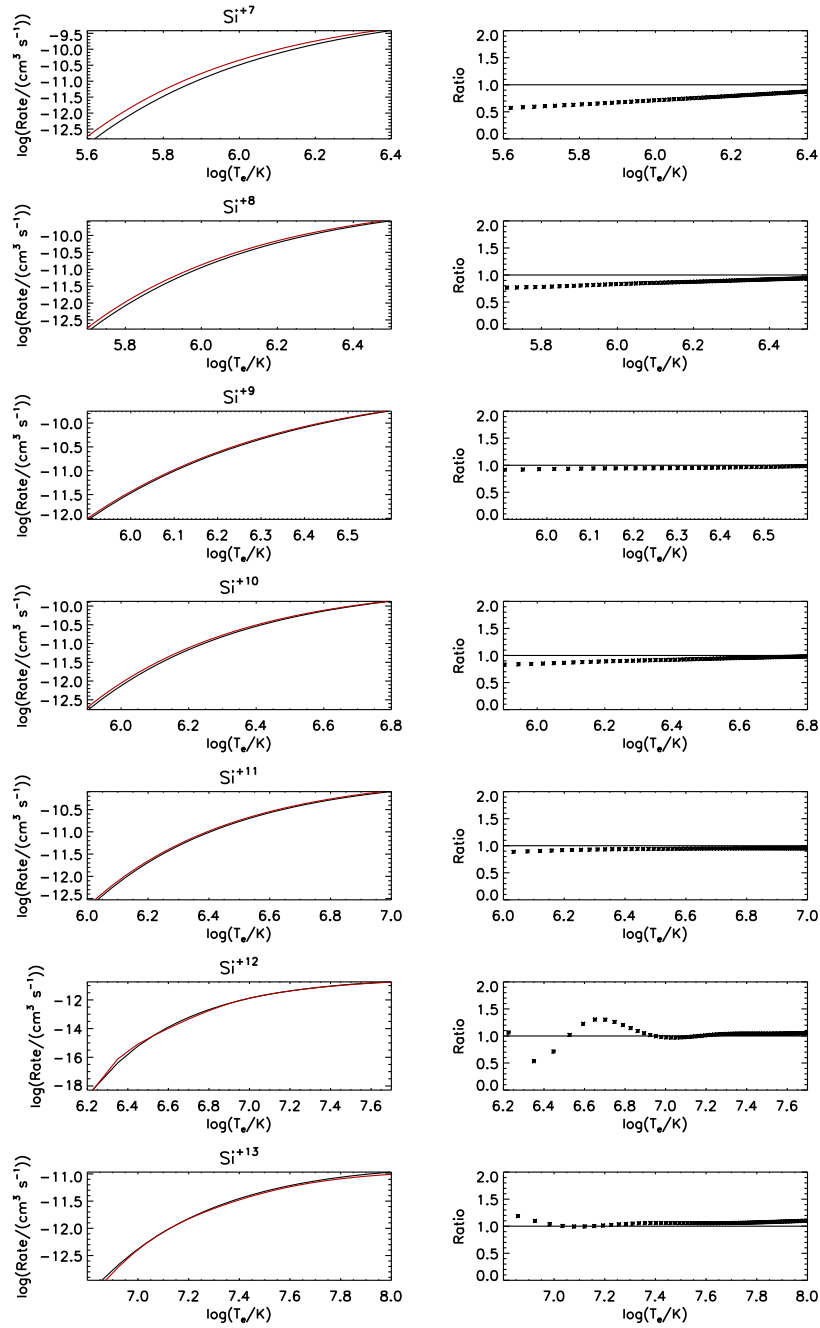 Si+7
log(Rate/(cm3 s−1))
−9.5
−10.0
−10.5
−11.0
−11.5
−12.0
−12.5
5.6 5.8 6.0 6.2 6.4
log(Te/K)
Ratio
2.0
1.5
1.0
0.5
0.0
5.6 5.8 6.0 6.2 6.4
log(Te/K)
Si+8
log(Rate/(cm3 s−1))
−10.0
−10.5
−11.0
−11.5
−12.0
−12.5
5.8 6.0 6.2 6.4
log(Te/K)
Ratio
2.0
1.5
1.0
0.5
0.0
5.8 6.0 6.2 6.4
log(Te/K)
Si+9
log(Rate/(cm3 s−1))
−10.0
−10.5
−11.0
−11.5
−12.0
6.0 6.1 6.2 6.3 6.4 6.5
log(Te/K)
Ratio
2.0
1.5
1.0
0.5
0.0
6.0 6.1 6.2 6.3 6.4 6.5
log(Te/K)
Si+10
log(Rate/(cm3 s−1))
−10.0
−10.5
−11.0
−11.5
−12.0
−12.5
6.0 6.2 6.4 6.6 6.8
log(Te/K)
Ratio
2.0
1.5
1.0
0.5
0.0
6.0 6.2 6.4 6.6 6.8
log(Te/K)
Si+11
log(Rate/(cm3 s−1))
−10.5
−11.0
−11.5
−12.0
−12.5
6.0 6.2 6.4 6.6 6.8 7.0
log(Te/K)
Ratio
2.0
1.5
1.0
0.5
0.0
6.0 6.2 6.4 6.6 6.8 7.0
log(Te/K)
Si+12
log(Rate/(cm3 s−1))
−12
−14
−16
−18
6.2 6.4 6.6 6.8 7.0 7.2 7.4 7.6
log(Te/K)
Ratio
2.0
1.5
1.0
0.5
0.0
6.2 6.4 6.6 6.8 7.0 7.2 7.4 7.6
log(Te/K)
Si+13
log(Rate/(cm3 s−1))
−11.0
−11.5
−12.0
−12.5
7.0 7.2 7.4 7.6 7.8 8.0
log(Te/K)
Ratio
2.0
1.5
1.0
0.5
0.0
7.0 7.2 7.4 7.6 7.8 8.0
log(Te/K)